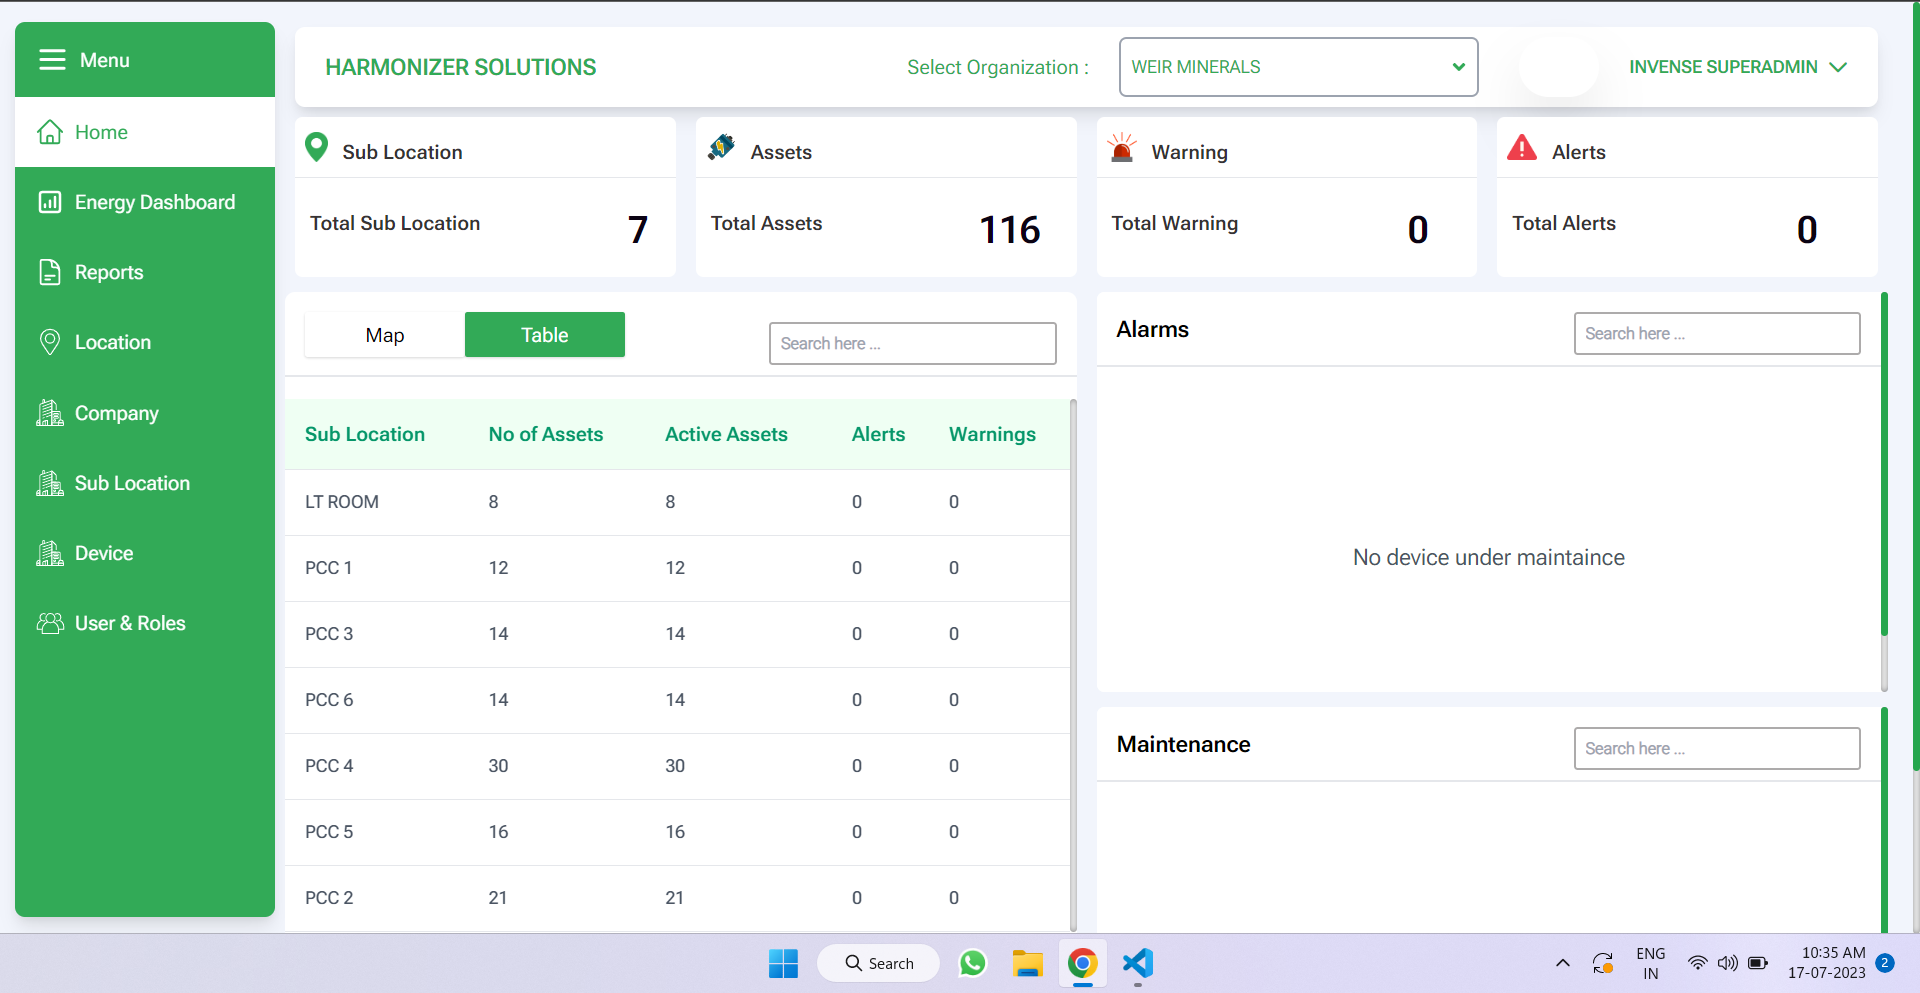 Menu
Home
Energy Dashboard
Reports
Location
Company
Sub Location
Device
User & Roles
HARMONIZER SOLUTIONS
Select Organization :
WEIR MINERALS
INVENSE SUPERADMIN
Sub Location
Total Sub Location 7
Assets
Total Assets 116
Warning
Total Warning 0
Alerts
Total Alerts 0
Map Table
Search here ...
Sub Location No of Assets Active Assets Alerts Warnings
LT ROOM 8 8 0 0
PCC 1 12 12 0 0
PCC 3 14 14 0 0
PCC 6 14 14 0 0
PCC 4 30 30 0 0
PCC 5 16 16 0 0
PCC 2 21 21 0 0
Alarms
Search here ...
No device under maintaince
Maintenance
Search here ...
Search
ENG
IN
10:35 AM
17-07-2023
2